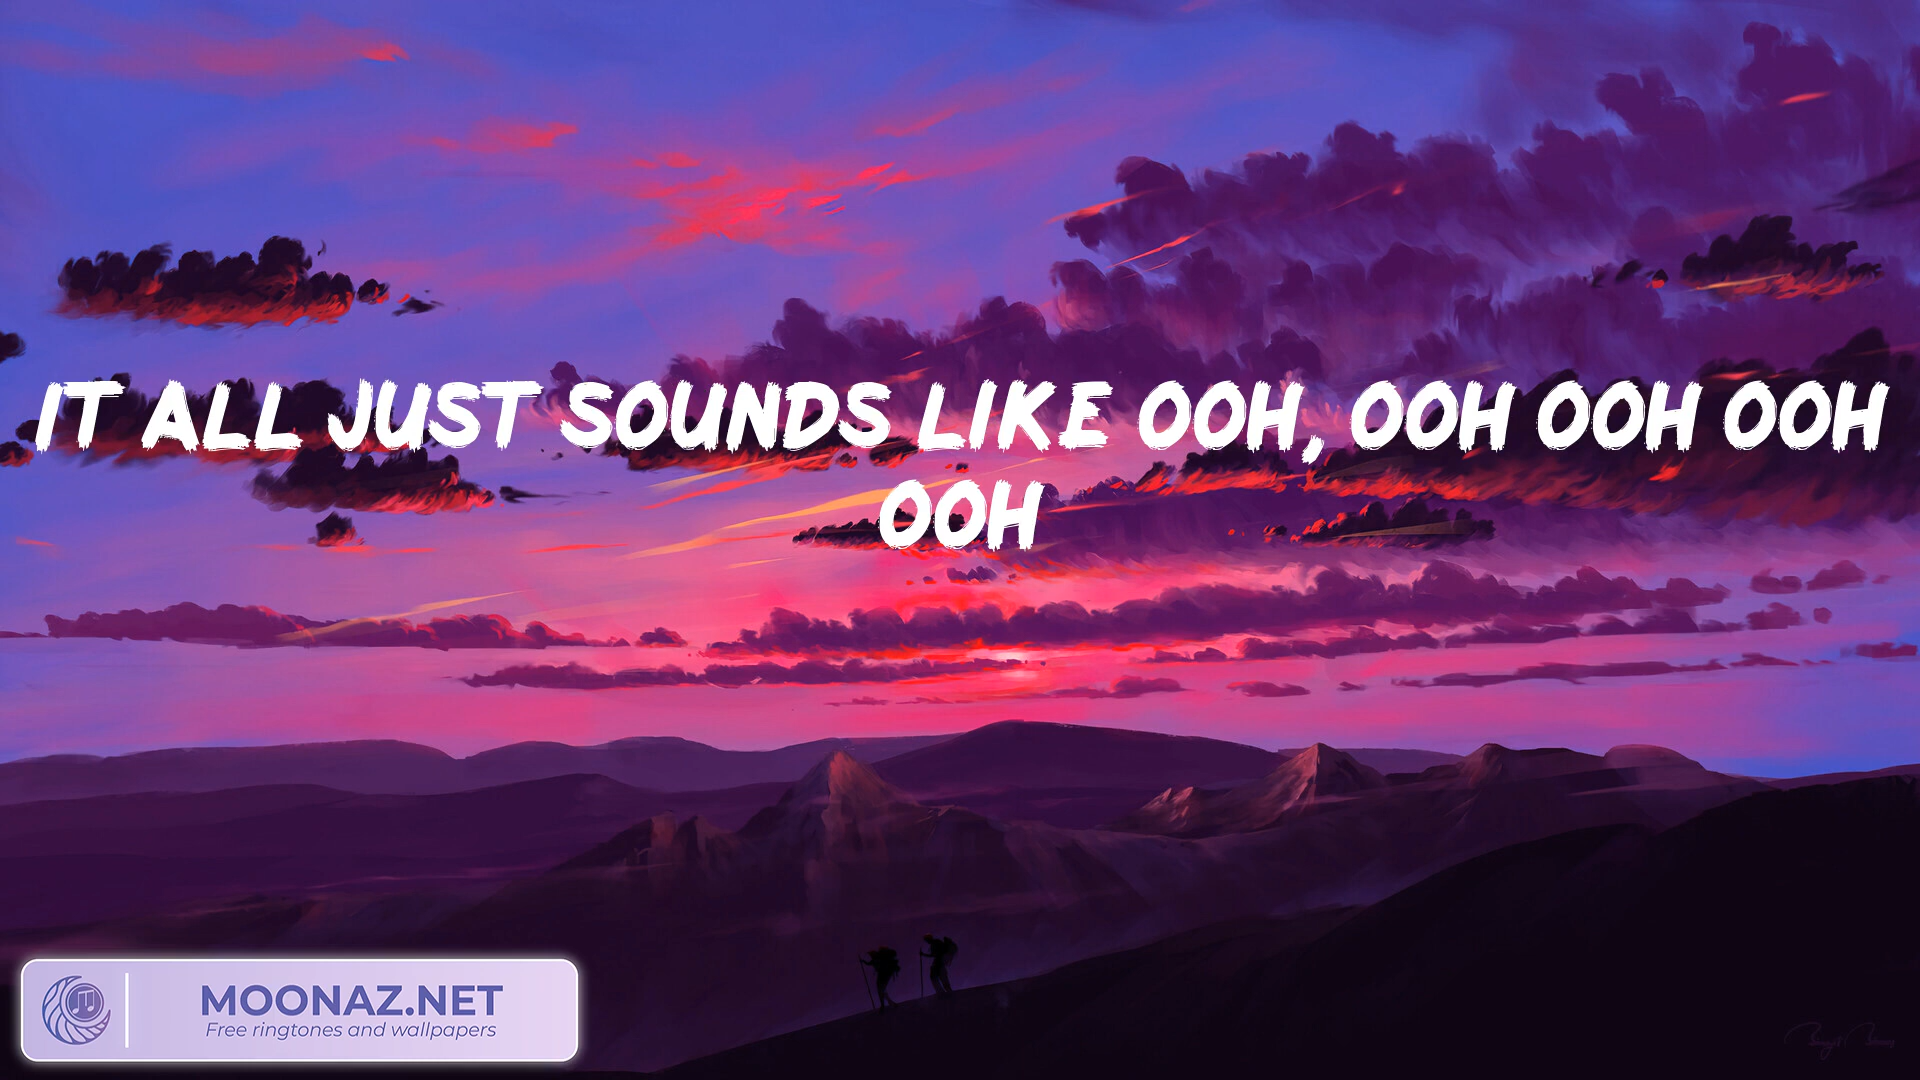 IT ALL JUST SOUNDS LIKE OOH, OOH OOH OOH
OOH
MOONAZ.NET
Free ringtones and wallpapers